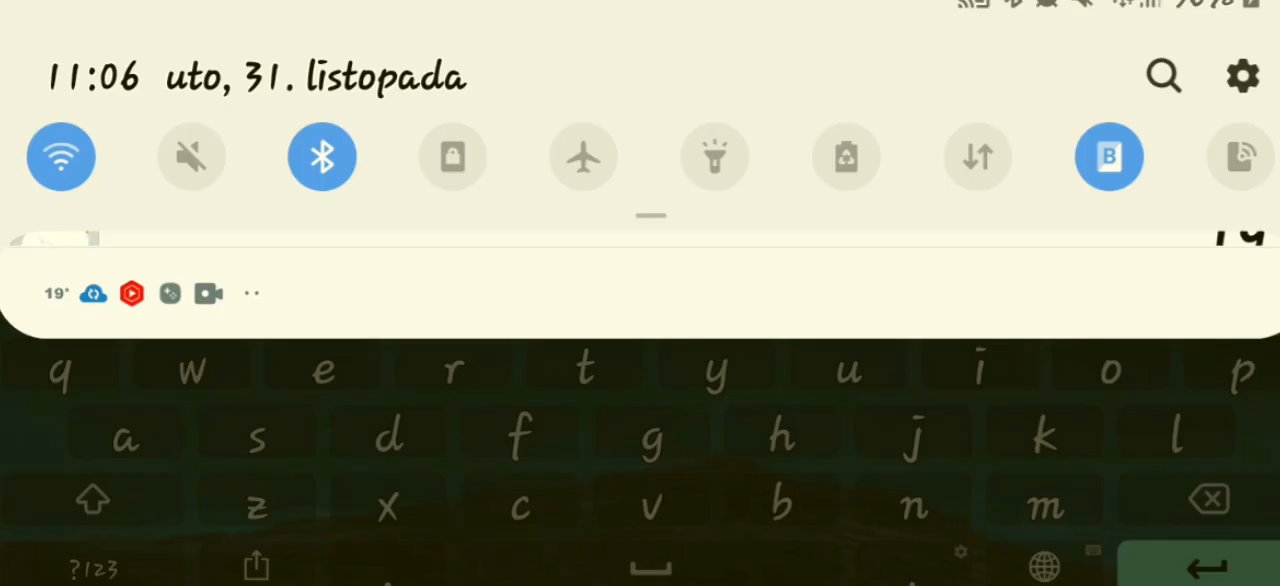 11:06 uto, 31. listopada
B
19°
q w e r t y u i o p
a s d f g h j k l
z x c v b n m
?123